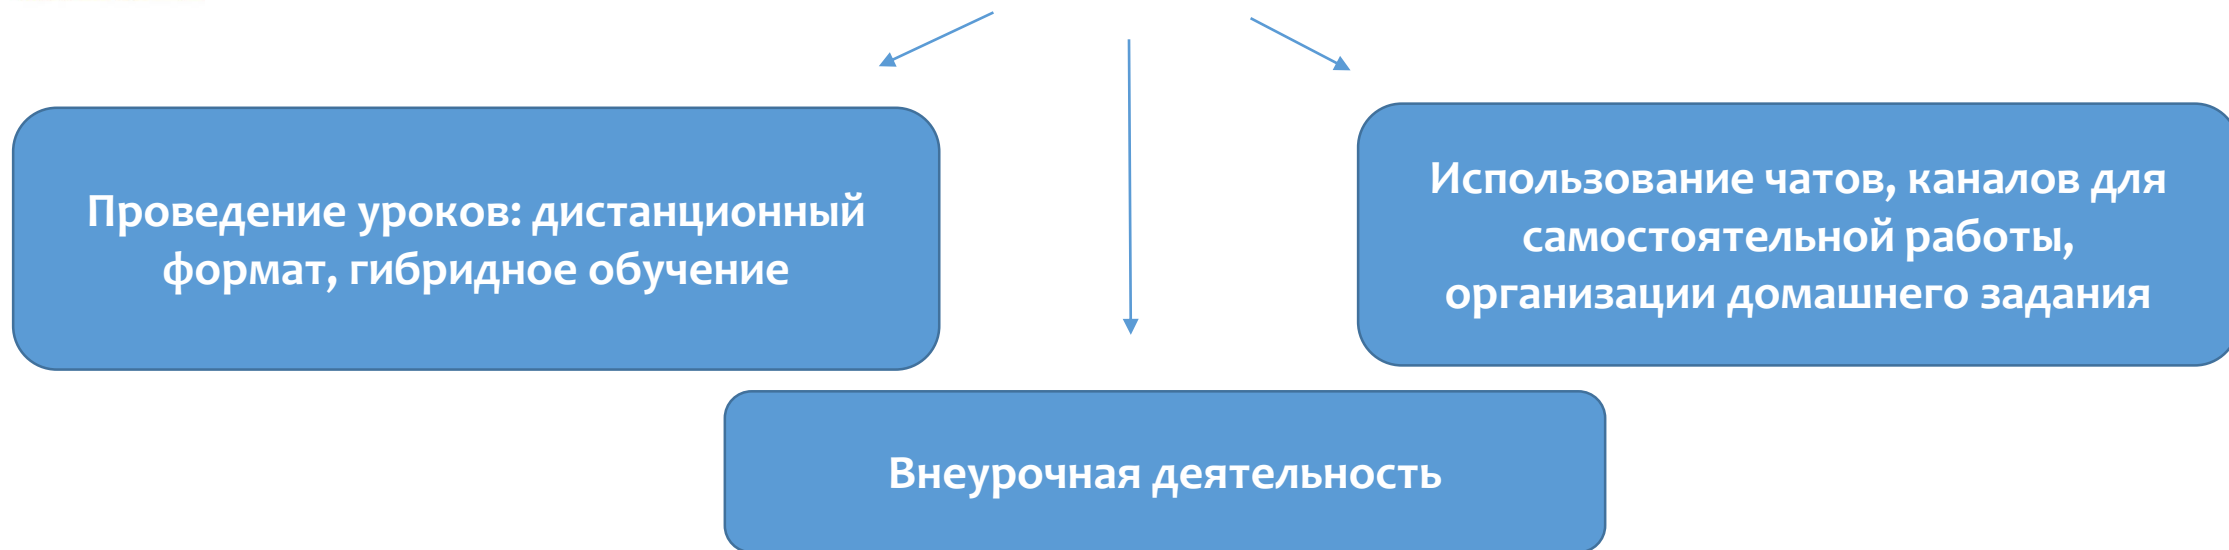 Проведение уроков: дистанционный
формат, гибридное обучение
Использование чатов, каналов для
самостоятельной работы,
организации домашнего задания
Внеурочная деятельность